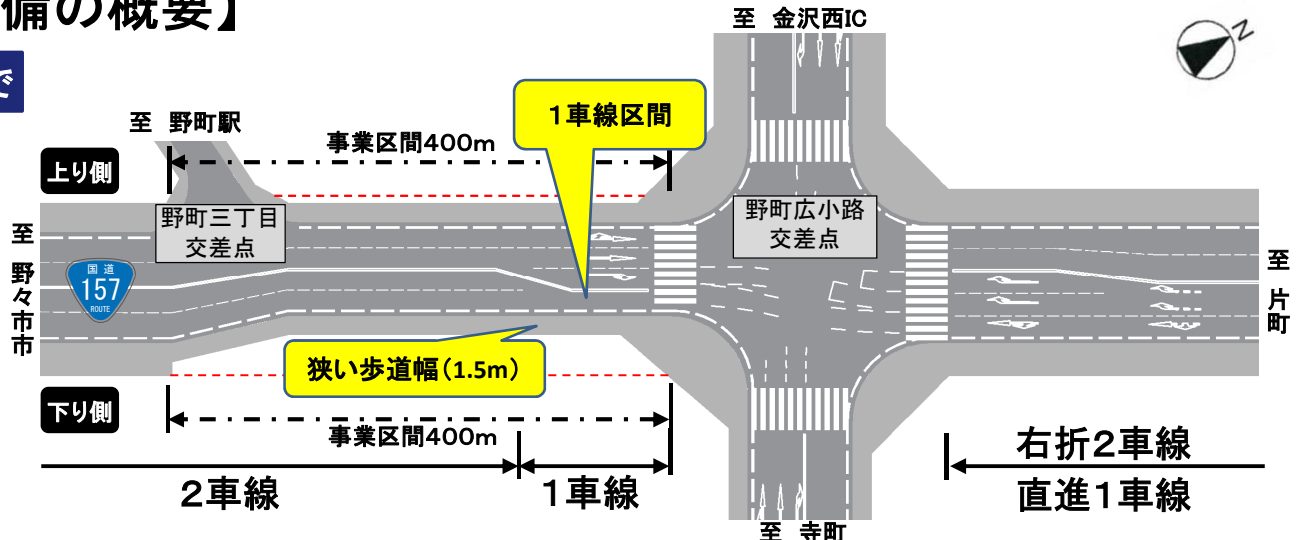 備の概要】
で
至 金沢西IC
N
至 野町駅
事業区間400m
1車線区間
上り側
野町三丁目
交差点
野町広小路
交差点
至 野々市市
国道
157
ROUTE
至 片町
狭い歩道幅(1.5m)
下り側
事業区間400m
2車線
1車線
右折2車線
直進1車線
至 寺町